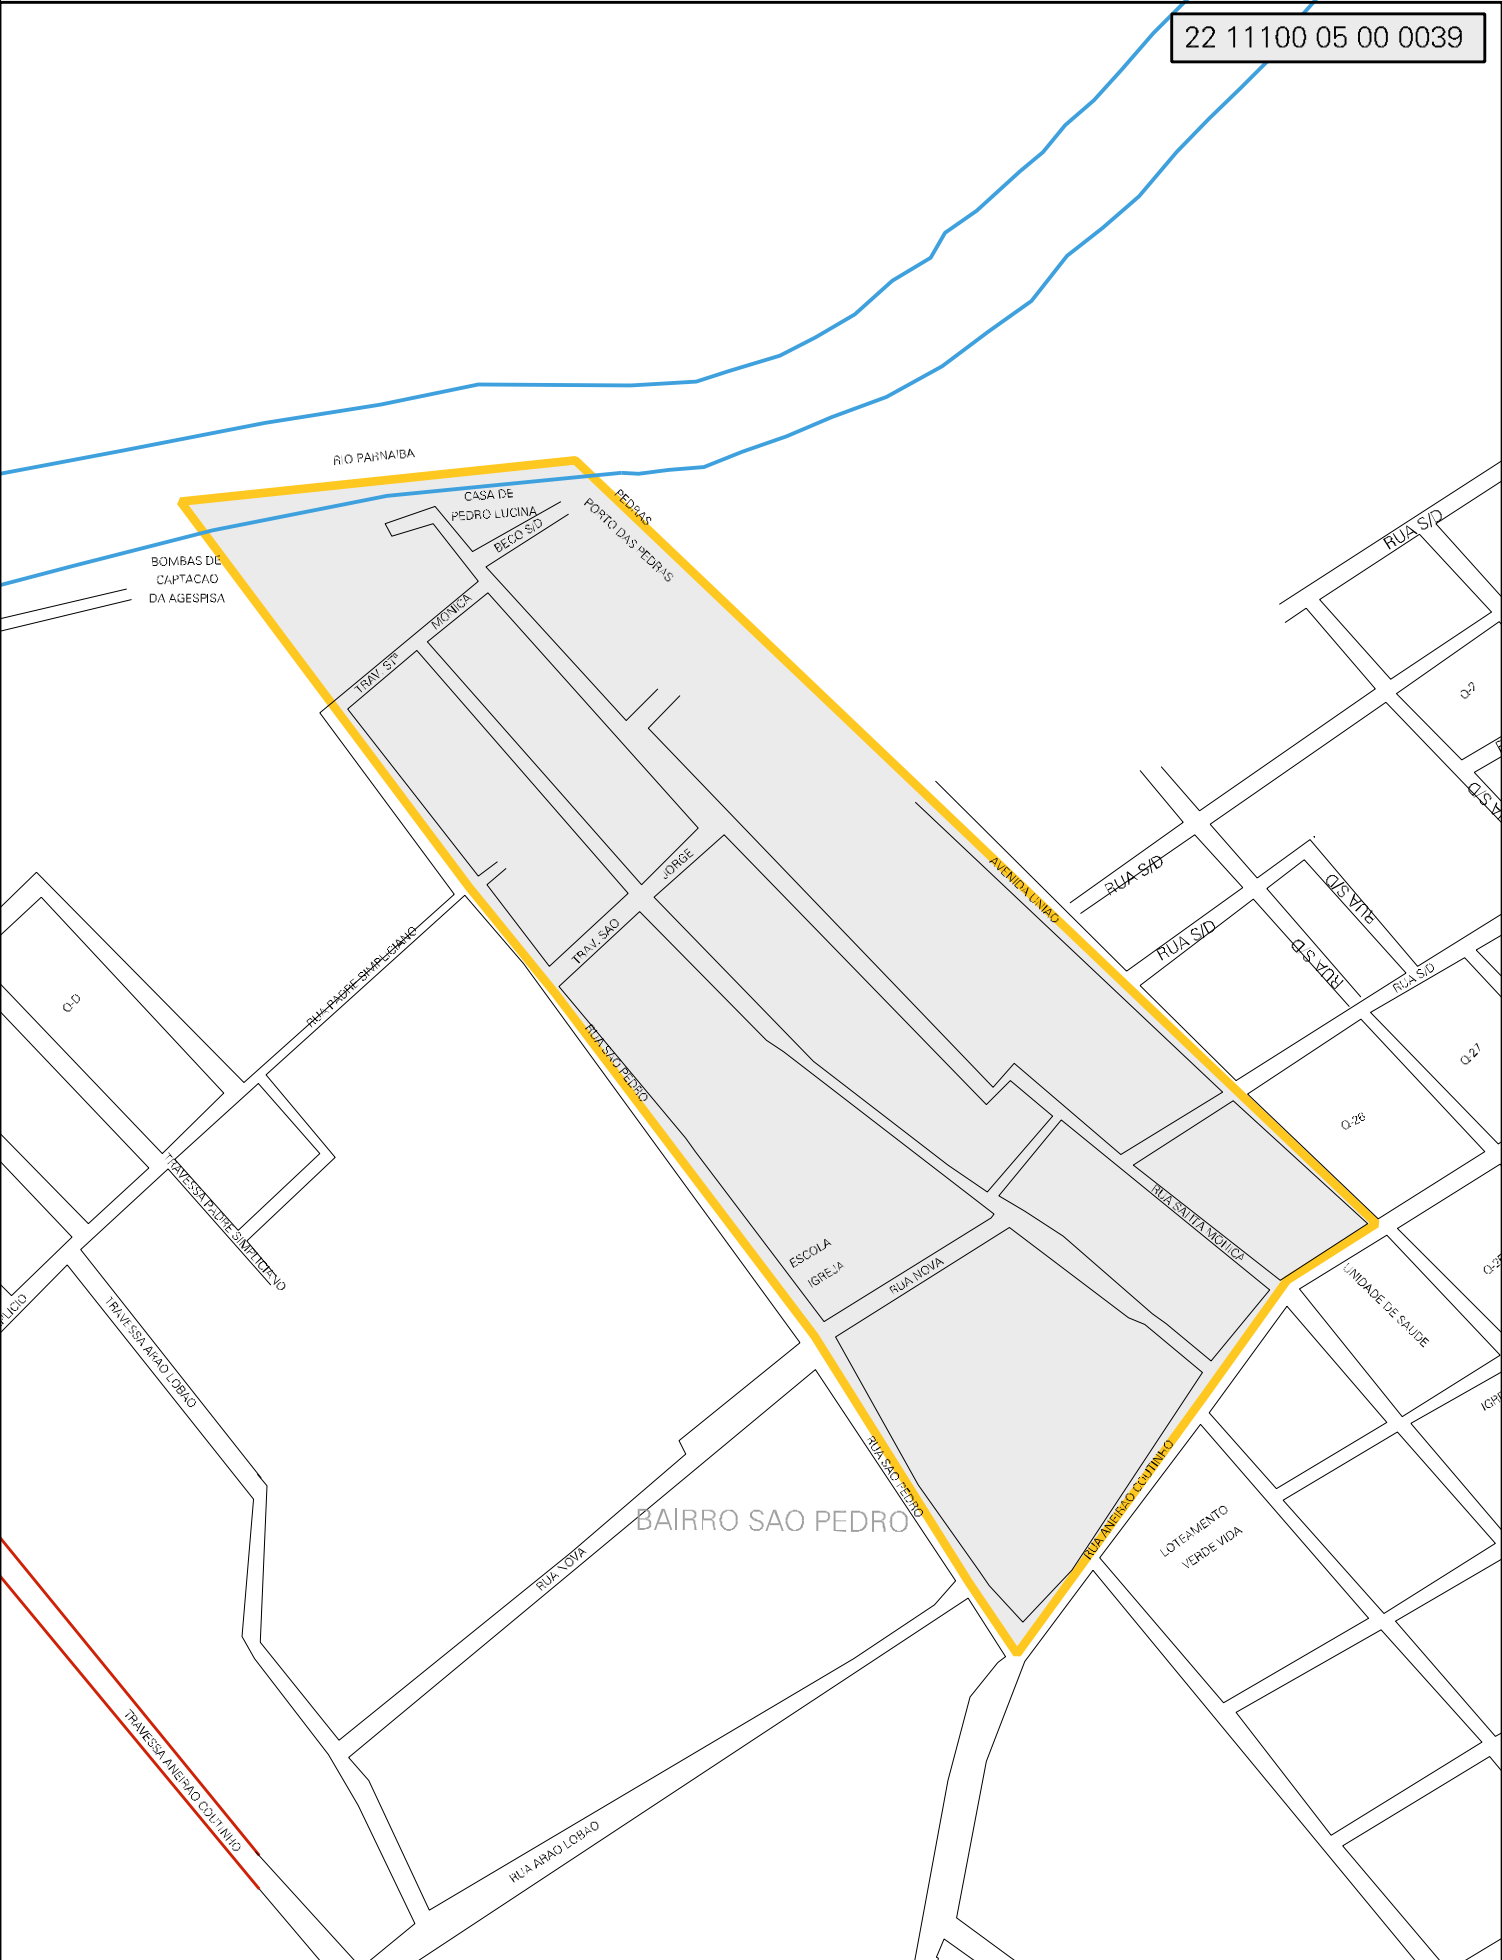 22 11100 05 00 0039
RIO PARNAIBA
CASA DE
PEDRO LUCINA
BECO S/D
PEDRAS
PORTO DAS PEDRAS
RUA S/D
BOMBAS DE
CAPTACAO
DA AGESPISA
MONICA
TRAV. STª
Q-7
JORGE
TRAV. SAO
AVENIDA UNIAO
RUA S/D
RUA S/D
RUA S/D
RUA S/D
RUA S/D
RUA PADRE SIMPLICIANO
Q-D
RUA SAO PEDRO
Q-27
Q-26
TRAVESSA PADRE SIMPLICIANO
RUA SANTA MONICA
ESCOLA
IGREJA
RUA NOVA
UNIDADE DE SAUDE
TRAVESSA ARAO LOBAO
RUA SAO PEDRO
RUA ANEIRAO COUTINHO
BAIRRO SAO PEDRO
LOTEAMENTO
VERDE VIDA
RUA NOVA
TRAVESSA ANEIRAO COUTINHO
RUA ARAO LOBAO